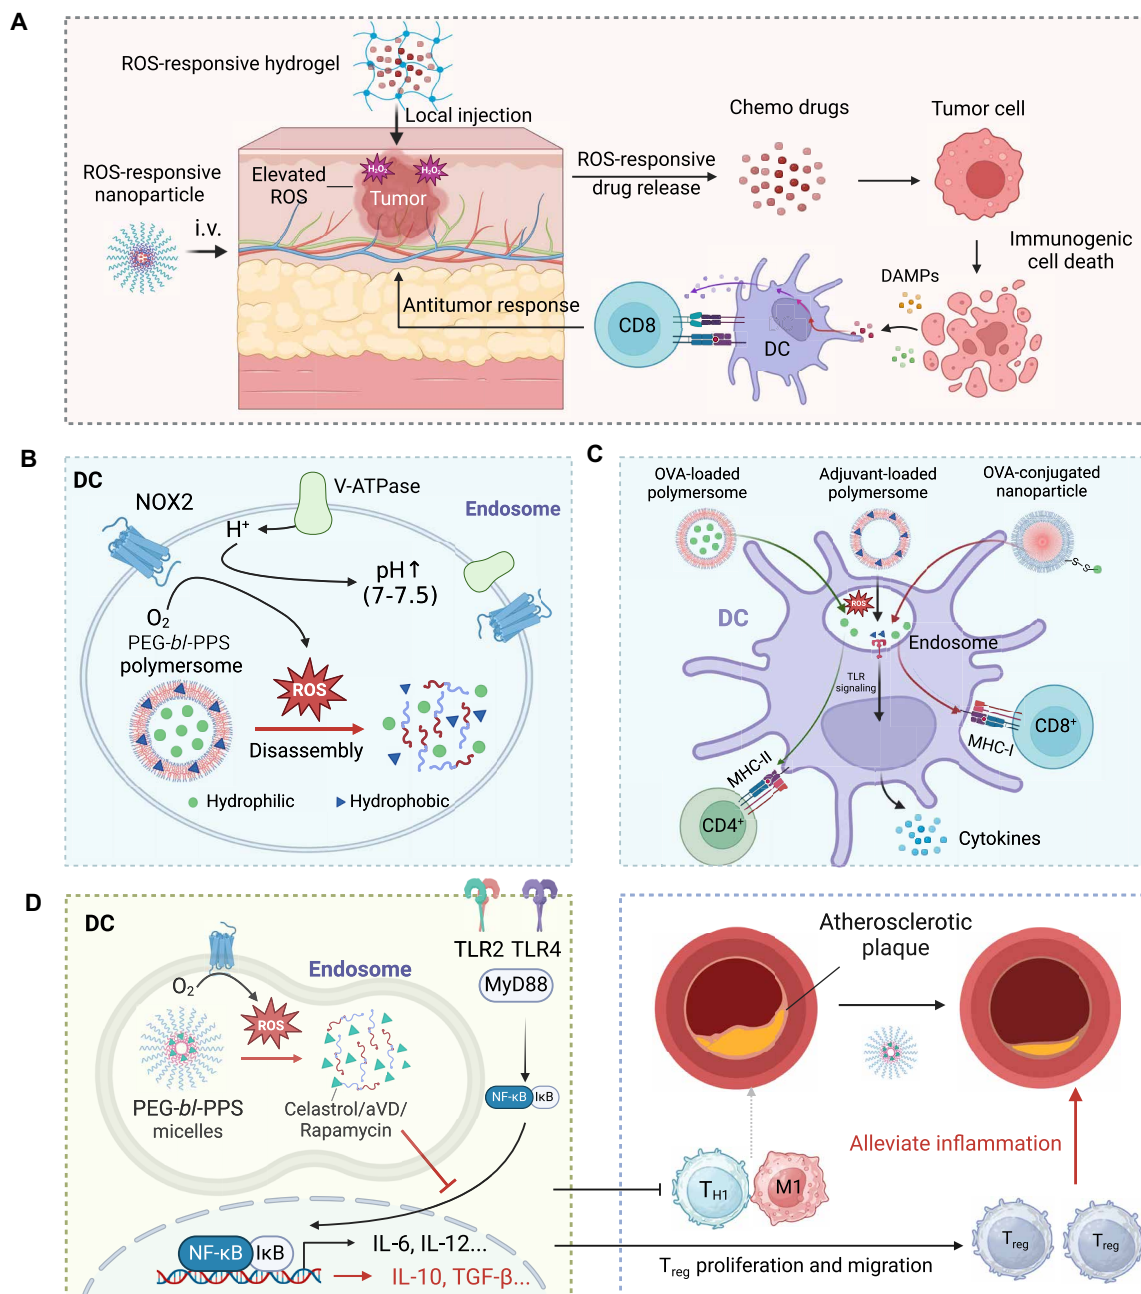 A
ROS-responsive hydrogel
Local injection
ROS-responsive
nanoparticle
i.v.
Elevated
ROS
H₂O₂
H₂O₂
Tumor
ROS-responsive
drug release
Chemo drugs
Tumor cell
Immunogenic
cell death
DAMPs
DC
CD8
Antitumor response
B
DC
NOX2
V-ATPase
H⁺
Endosome
pH↑
(7-7.5)
O₂
PEG-bl-PPS
polymersome
ROS
Disassembly
Hydrophilic
Hydrophobic
C
OVA-loaded
polymersome
Adjuvant-loaded
polymersome
OVA-conjugated
nanoparticle
S-S
DC
ROS
Endosome
TLR
signaling
MHC-II
MHC-I
CD8⁺
CD4⁺
Cytokines
D
DC
O₂
Endosome
ROS
PEG-bl-PPS
micelles
Celastrol/aVD/
Rapamycin
TLR2 TLR4
MyD88
NF-κB IκB
NF-κB IκB
IL-6, IL-12...
IL-10, TGF-β...
Atherosclerotic
plaque
Alleviate inflammation
TH1
M1
Treg
Treg
Treg proliferation and migration